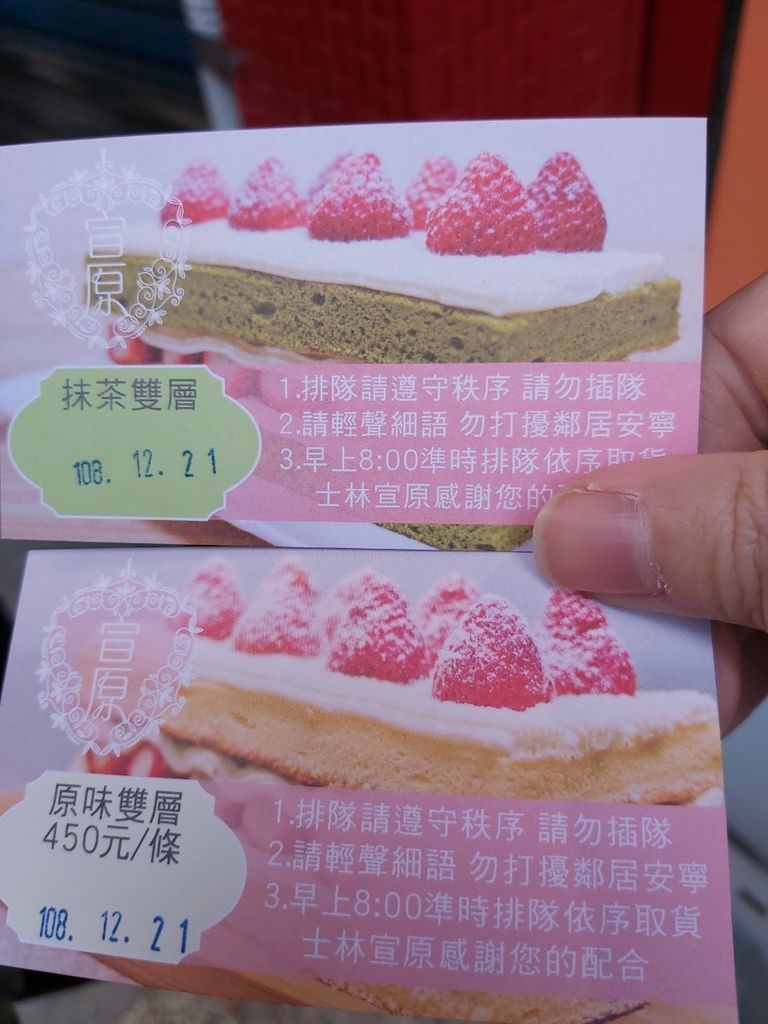 宣原
抹茶雙層
108. 12. 21
1.排隊請遵守秩序 請勿插隊
2.請輕聲細語 勿打擾鄰居安寧
3.早上8:00準時排隊依序取貨
士林宣原感謝您的
宣原
原味雙層
450元/條
108. 12. 21
1.排隊請遵守秩序 請勿插隊
2.請輕聲細語 勿打擾鄰居安寧
3.早上8:00準時排隊依序取貨
士林宣原感謝您的配合